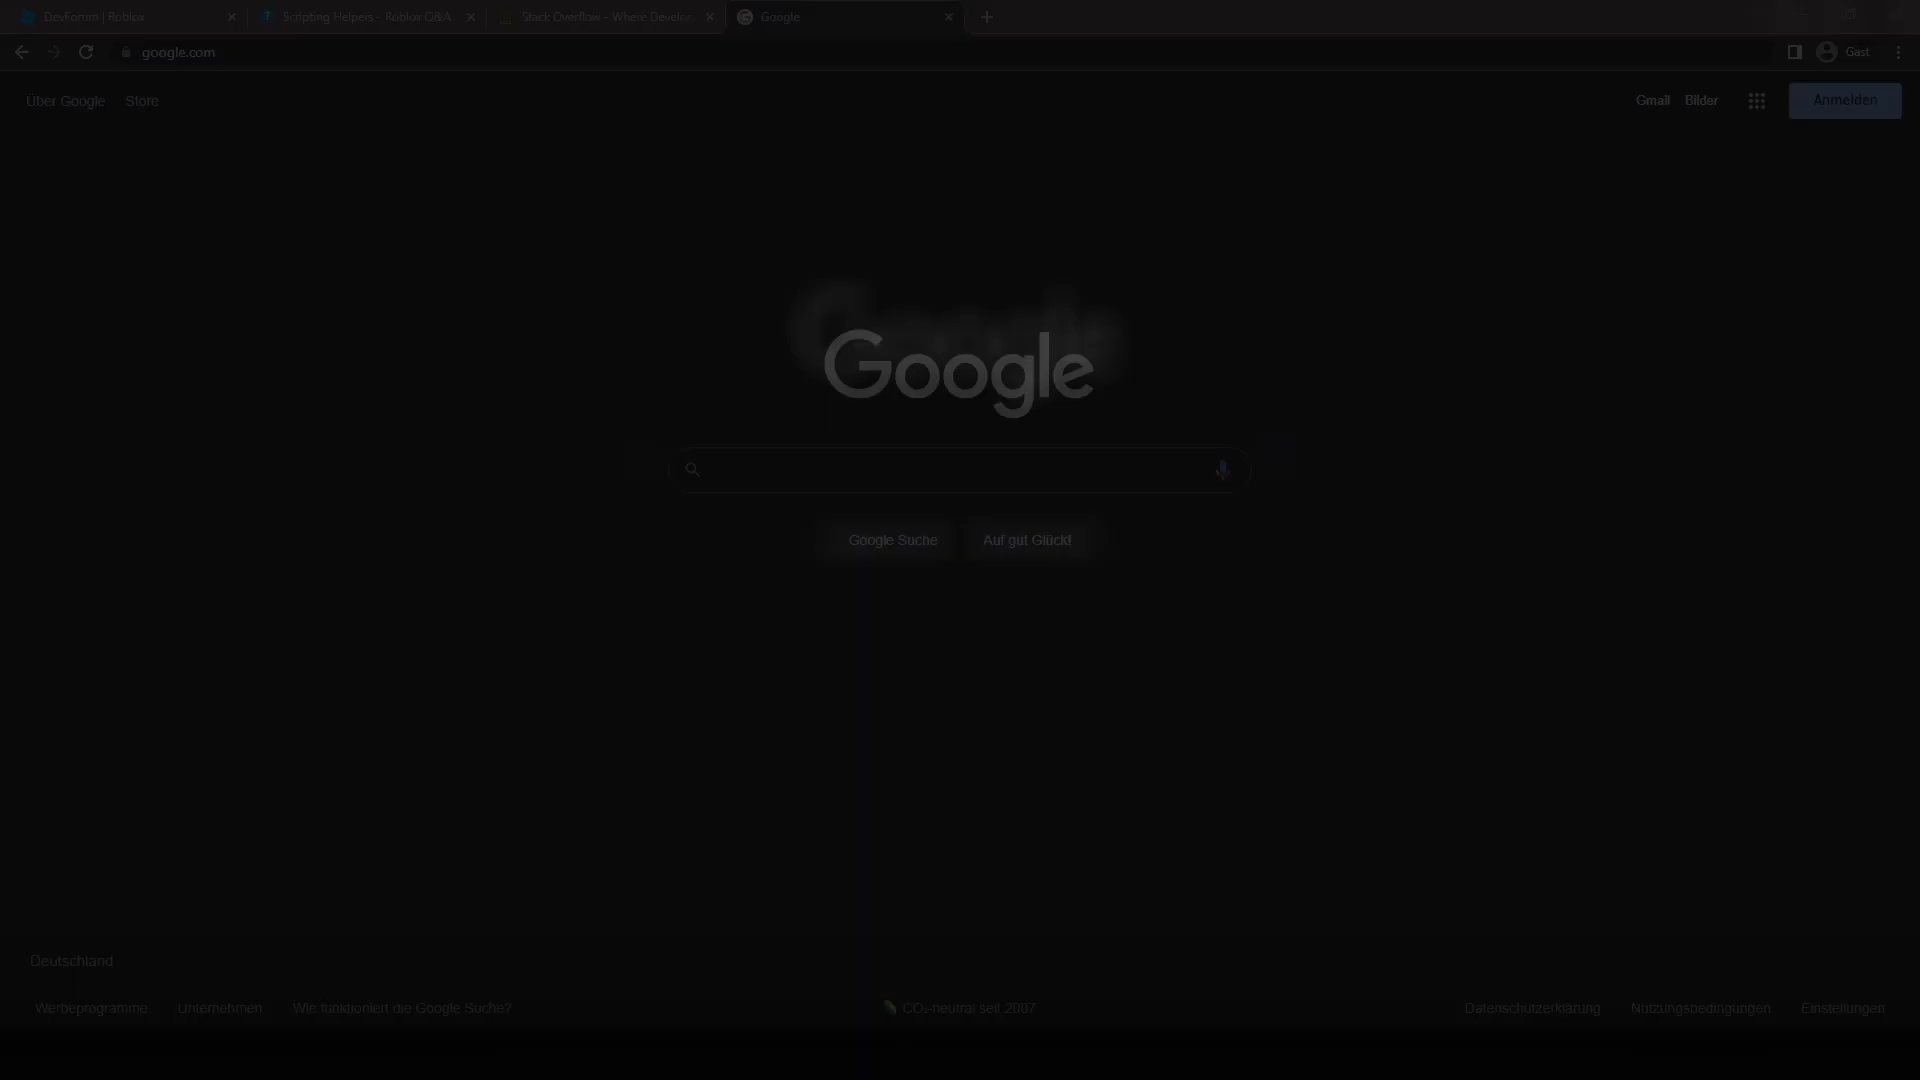 DevForum | Roblox
Scripting Helpers - Roblox Q&A
Stack Overflow - Where Develo
Google
google.com
Gast
Über Google
Store
Gmail
Bilder
Anmelden
Google
Google Suche
Auf gut Glück!
Deutschland
Werbeprogramme
Unternehmen
Wie funktioniert die Google Suche?
CO₂-neutral seit 2007
Datenschutzerklärung
Nutzungsbedingungen
Einstellungen